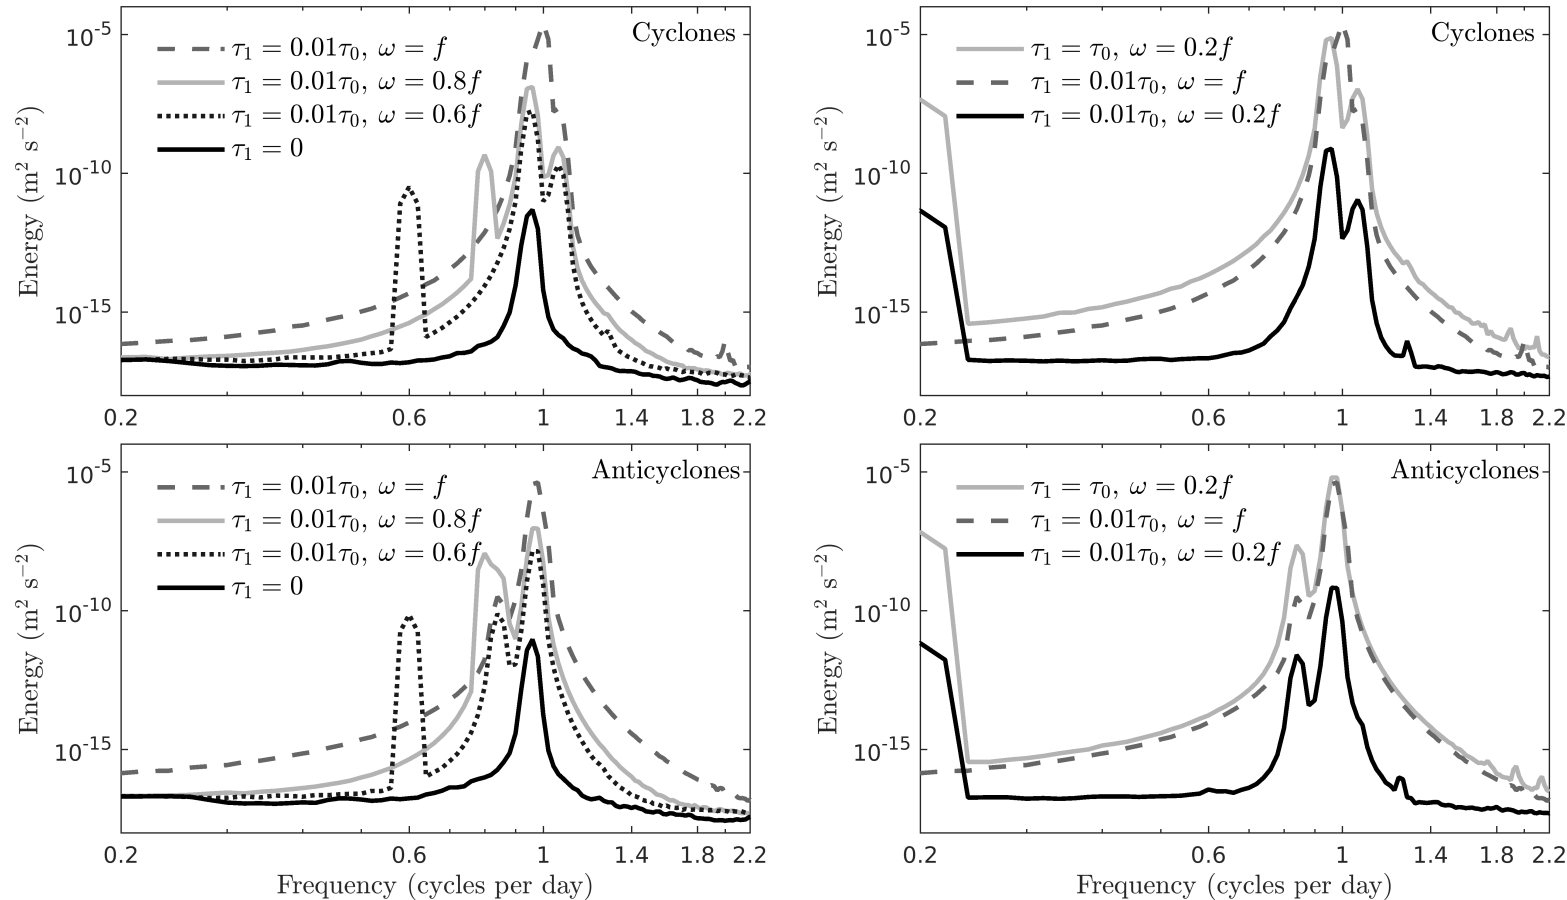 Cyclones
τ₁ = 0.01τ₀, ω = f
τ₁ = 0.01τ₀, ω = 0.8f
τ₁ = 0.01τ₀, ω = 0.6f
τ₁ = 0
Energy (m² s⁻²)
10⁻⁵
10⁻¹⁰
10⁻¹⁵
0.2 0.6 1 1.4 1.8 2.2
Cyclones
τ₁ = τ₀, ω = 0.2f
τ₁ = 0.01τ₀, ω = f
τ₁ = 0.01τ₀, ω = 0.2f
Energy (m² s⁻²)
10⁻⁵
10⁻¹⁰
10⁻¹⁵
0.2 0.6 1 1.4 1.8 2.2
Anticyclones
τ₁ = 0.01τ₀, ω = f
τ₁ = 0.01τ₀, ω = 0.8f
τ₁ = 0.01τ₀, ω = 0.6f
τ₁ = 0
Energy (m² s⁻²)
10⁻⁵
10⁻¹⁰
10⁻¹⁵
0.2 0.6 1 1.4 1.8 2.2
Frequency (cycles per day)
Anticyclones
τ₁ = τ₀, ω = 0.2f
τ₁ = 0.01τ₀, ω = f
τ₁ = 0.01τ₀, ω = 0.2f
Energy (m² s⁻²)
10⁻⁵
10⁻¹⁰
10⁻¹⁵
0.2 0.6 1 1.4 1.8 2.2
Frequency (cycles per day)